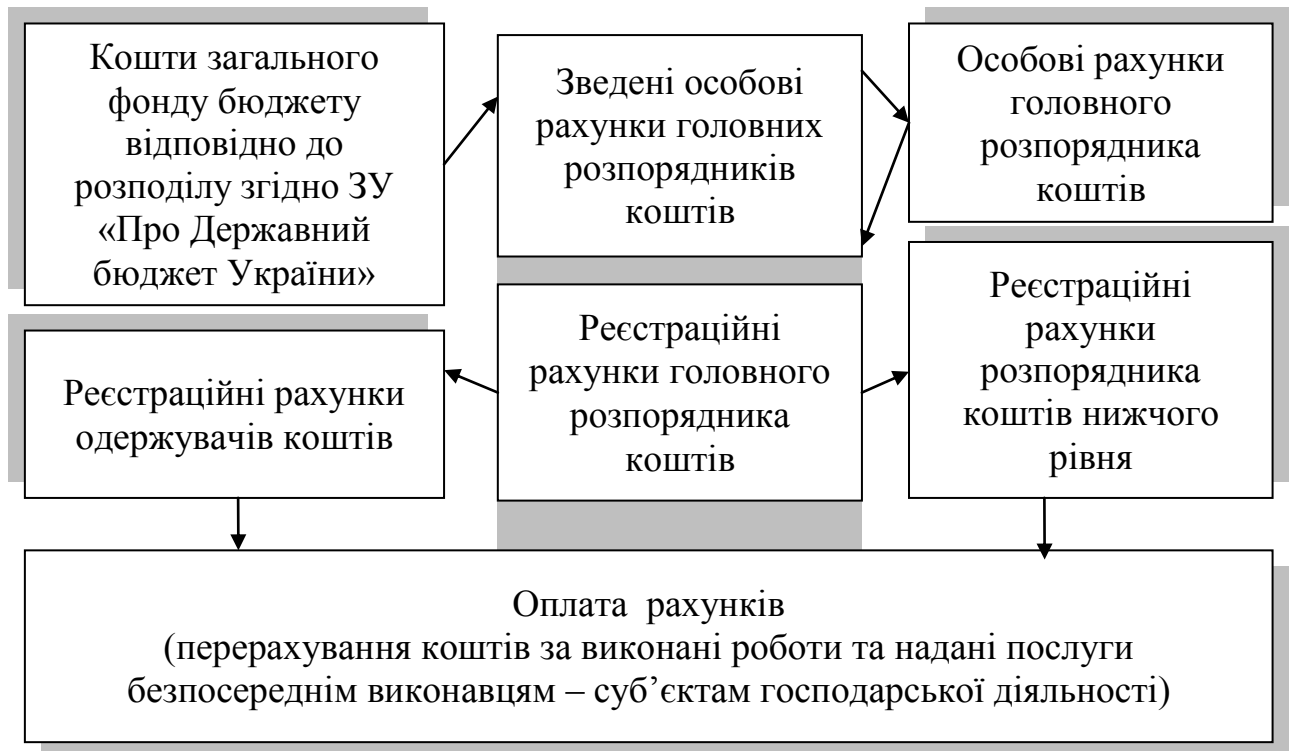 Кошти загального
фонду бюджету
відповідно до
розподілу згідно ЗУ
«Про Державний
бюджет України»
Зведені особові
рахунки головних
розпорядників
коштів
Особові рахунки
головного
розпорядника
коштів
Реєстраційні рахунки
одержувачів коштів
Реєстраційні
рахунки головного
розпорядника
коштів
Реєстраційні
рахунки
розпорядника
коштів нижчого
рівня
Оплата рахунків
(перерахування коштів за виконані роботи та надані послуги
безпосереднім виконавцям – суб’єктам господарської діяльності)